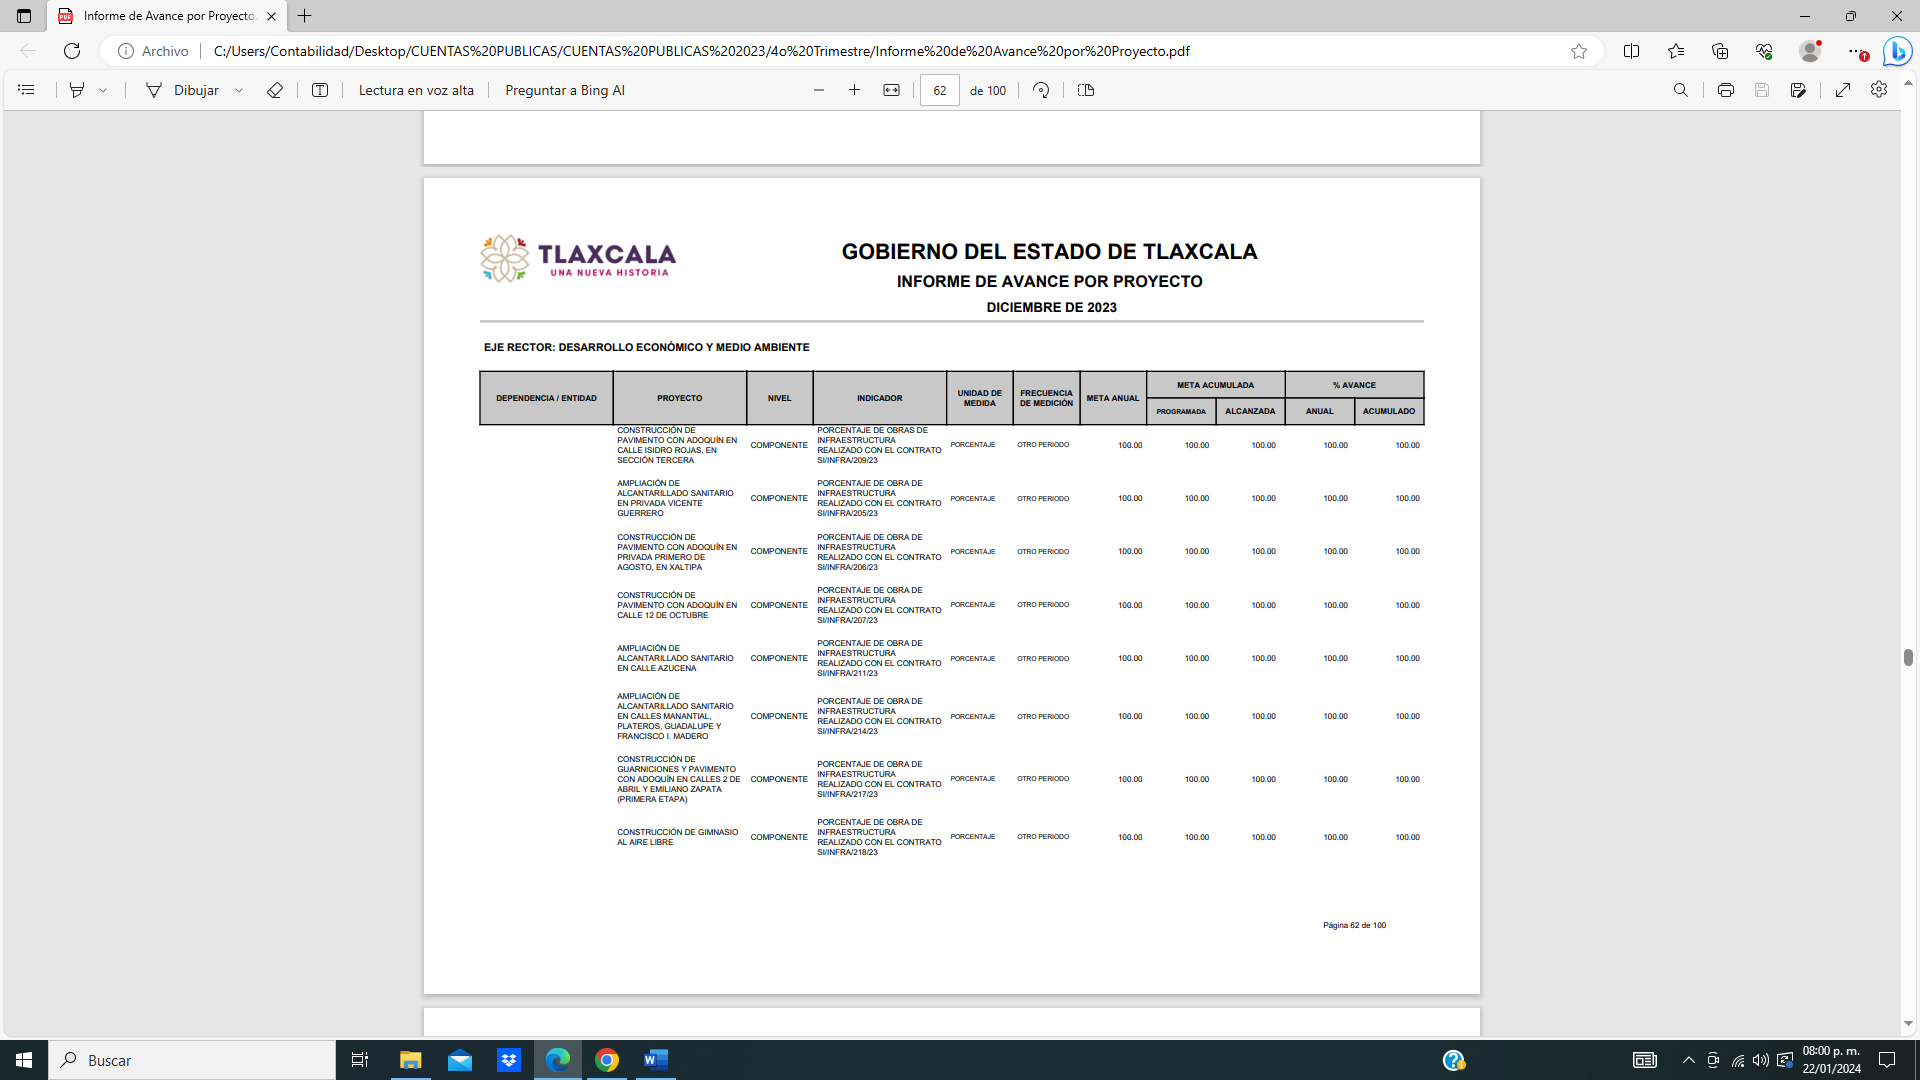 Informe de Avance por Proyecto.
Archivo
C:/Users/Contabilidad/Desktop/CUENTAS%20PUBLICAS/CUENTAS%20PUBLICAS%202023/4o%20Trimestre/Informe%20de%20Avance%20por%20Proyecto.pdf
Dibujar
Lectura en voz alta
Preguntar a Bing AI
62
de 100
TLAXCALA
UNA NUEVA HISTORIA
GOBIERNO DEL ESTADO DE TLAXCALA
INFORME DE AVANCE POR PROYECTO
DICIEMBRE DE 2023
EJE RECTOR: DESARROLLO ECONÓMICO Y MEDIO AMBIENTE
DEPENDENCIA / ENTIDAD
PROYECTO
NIVEL
INDICADOR
UNIDAD DE
MEDIDA
FRECUENCIA
DE MEDICIÓN
META ANUAL
META ACUMULADA
PROGRAMADA
ALCANZADA
% AVANCE
ANUAL
ACUMULADO
CONSTRUCCIÓN DE
PAVIMENTO CON ADOQUÍN EN
CALLE ISIDRO ROJAS, EN
SECCIÓN TERCERA
COMPONENTE
PORCENTAJE DE OBRAS DE
INFRAESTRUCTURA
REALIZADO CON EL CONTRATO
SI/INFRA/209/23
PORCENTAJE
OTRO PERIODO
100.00
100.00
100.00
100.00
100.00
AMPLIACIÓN DE
ALCANTARILLADO SANITARIO
EN PRIVADA VICENTE
GUERRERO
COMPONENTE
PORCENTAJE DE OBRA DE
INFRAESTRUCTURA
REALIZADO CON EL CONTRATO
SI/INFRA/205/23
PORCENTAJE
OTRO PERIODO
100.00
100.00
100.00
100.00
100.00
CONSTRUCCIÓN DE
PAVIMENTO CON ADOQUÍN EN
PRIVADA PRIMERO DE
AGOSTO, EN XALTIPA
COMPONENTE
PORCENTAJE DE OBRA DE
INFRAESTRUCTURA
REALIZADO CON EL CONTRATO
SI/INFRA/206/23
PORCENTAJE
OTRO PERIODO
100.00
100.00
100.00
100.00
100.00
CONSTRUCCIÓN DE
PAVIMENTO CON ADOQUÍN EN
CALLE 12 DE OCTUBRE
COMPONENTE
PORCENTAJE DE OBRA DE
INFRAESTRUCTURA
REALIZADO CON EL CONTRATO
SI/INFRA/207/23
PORCENTAJE
OTRO PERIODO
100.00
100.00
100.00
100.00
100.00
AMPLIACIÓN DE
ALCANTARILLADO SANITARIO
EN CALLE AZUCENA
COMPONENTE
PORCENTAJE DE OBRA DE
INFRAESTRUCTURA
REALIZADO CON EL CONTRATO
SI/INFRA/211/23
PORCENTAJE
OTRO PERIODO
100.00
100.00
100.00
100.00
100.00
AMPLIACIÓN DE
ALCANTARILLADO SANITARIO
EN CALLES MANANTIAL,
PLATEROS, GUADALUPE Y
FRANCISCO I. MADERO
COMPONENTE
PORCENTAJE DE OBRA DE
INFRAESTRUCTURA
REALIZADO CON EL CONTRATO
SI/INFRA/214/23
PORCENTAJE
OTRO PERIODO
100.00
100.00
100.00
100.00
100.00
CONSTRUCCIÓN DE
GUARNICIONES Y PAVIMENTO
CON ADOQUÍN EN CALLES 2 DE
ABRIL Y EMILIANO ZAPATA
(PRIMERA ETAPA)
COMPONENTE
PORCENTAJE DE OBRA DE
INFRAESTRUCTURA
REALIZADO CON EL CONTRATO
SI/INFRA/217/23
PORCENTAJE
OTRO PERIODO
100.00
100.00
100.00
100.00
100.00
CONSTRUCCIÓN DE GIMNASIO
AL AIRE LIBRE
COMPONENTE
PORCENTAJE DE OBRA DE
INFRAESTRUCTURA
REALIZADO CON EL CONTRATO
SI/INFRA/218/23
PORCENTAJE
OTRO PERIODO
100.00
100.00
100.00
100.00
100.00
Página 62 de 100
Buscar
08:00 p. m.
22/01/2024